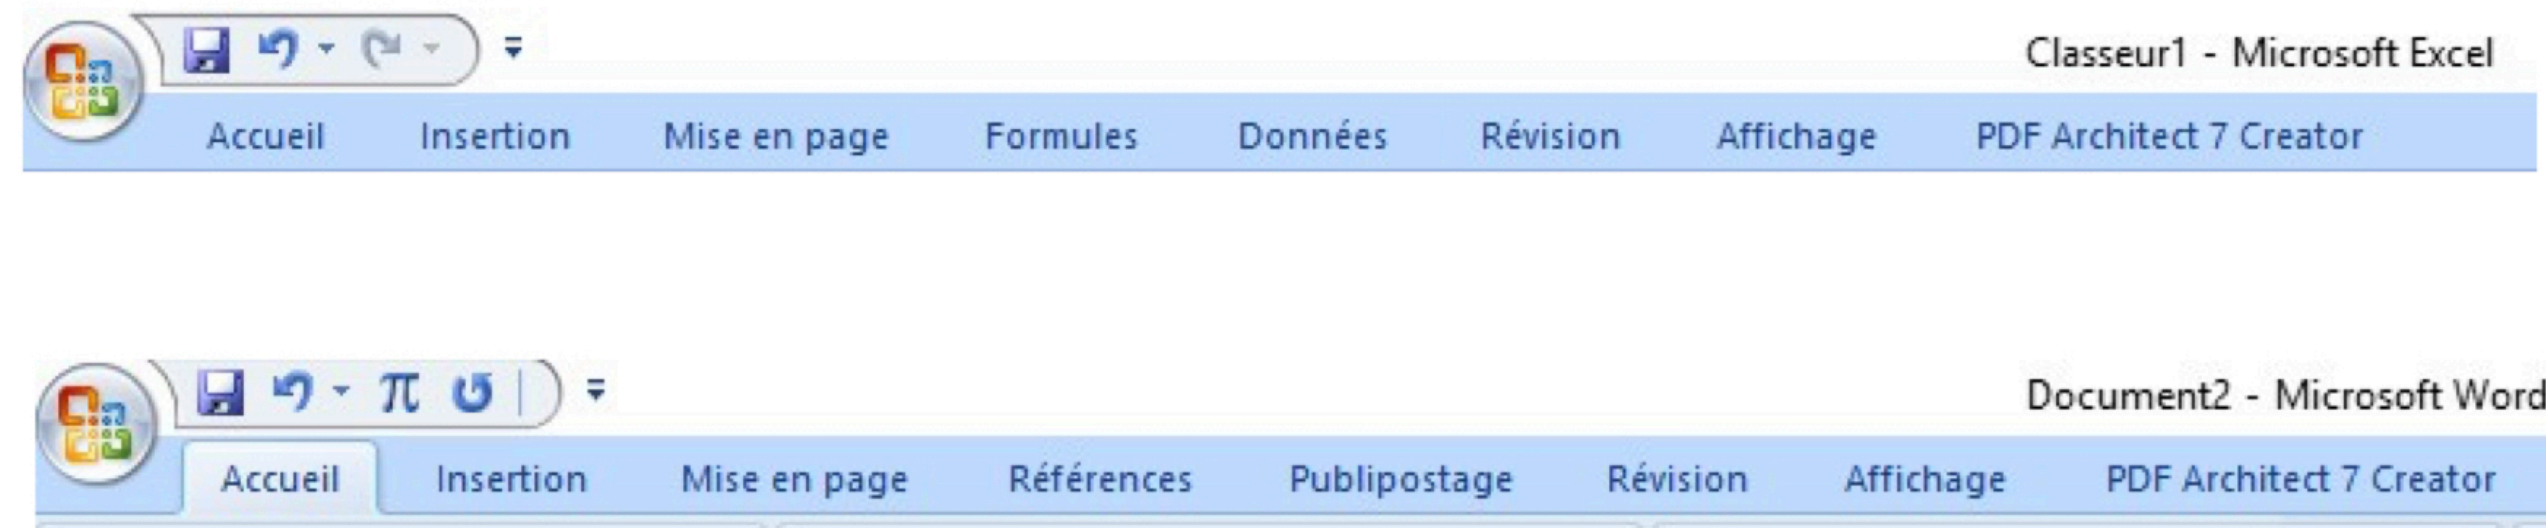 Classeur1 - Microsoft Excel
Accueil Insertion Mise en page Formules Données Révision Affichage PDF Architect 7 Creator
π
Document2 - Microsoft Word
Accueil Insertion Mise en page Références Publipostage Révision Affichage PDF Architect 7 Creator